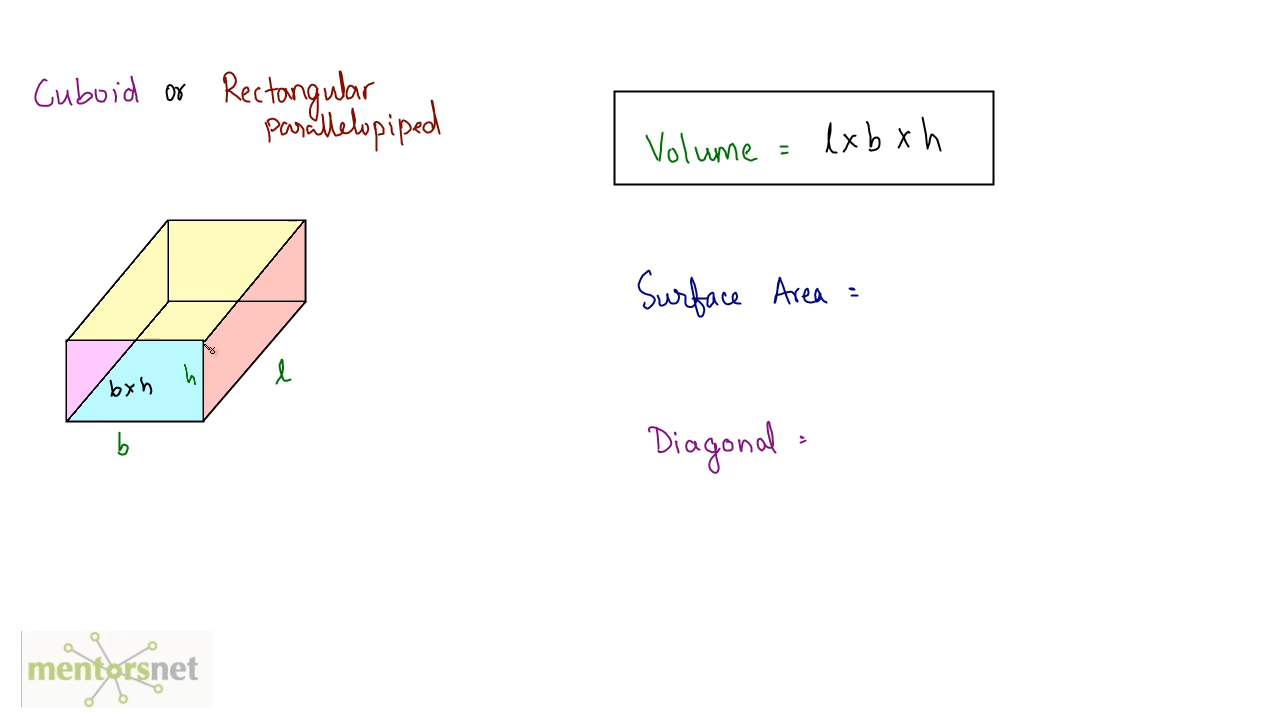 Cuboid or Rectangular
parallelopiped
Volume = l × b × h
Surface Area =
h
l
b × h
b
Diagonal =
mentorsnet